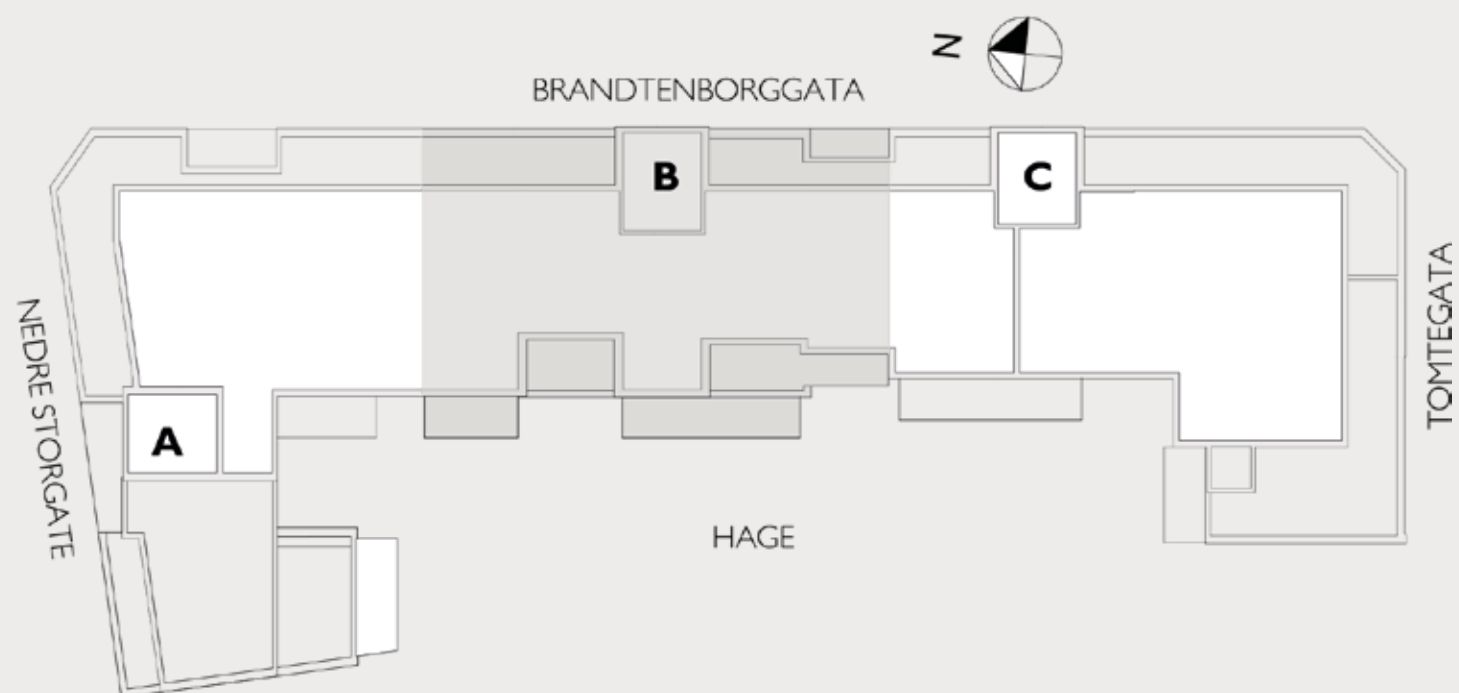 N
BRANDTENBORGGATA
B
C
NEDRE STORGATE
A
TOMTEGATA
HAGE